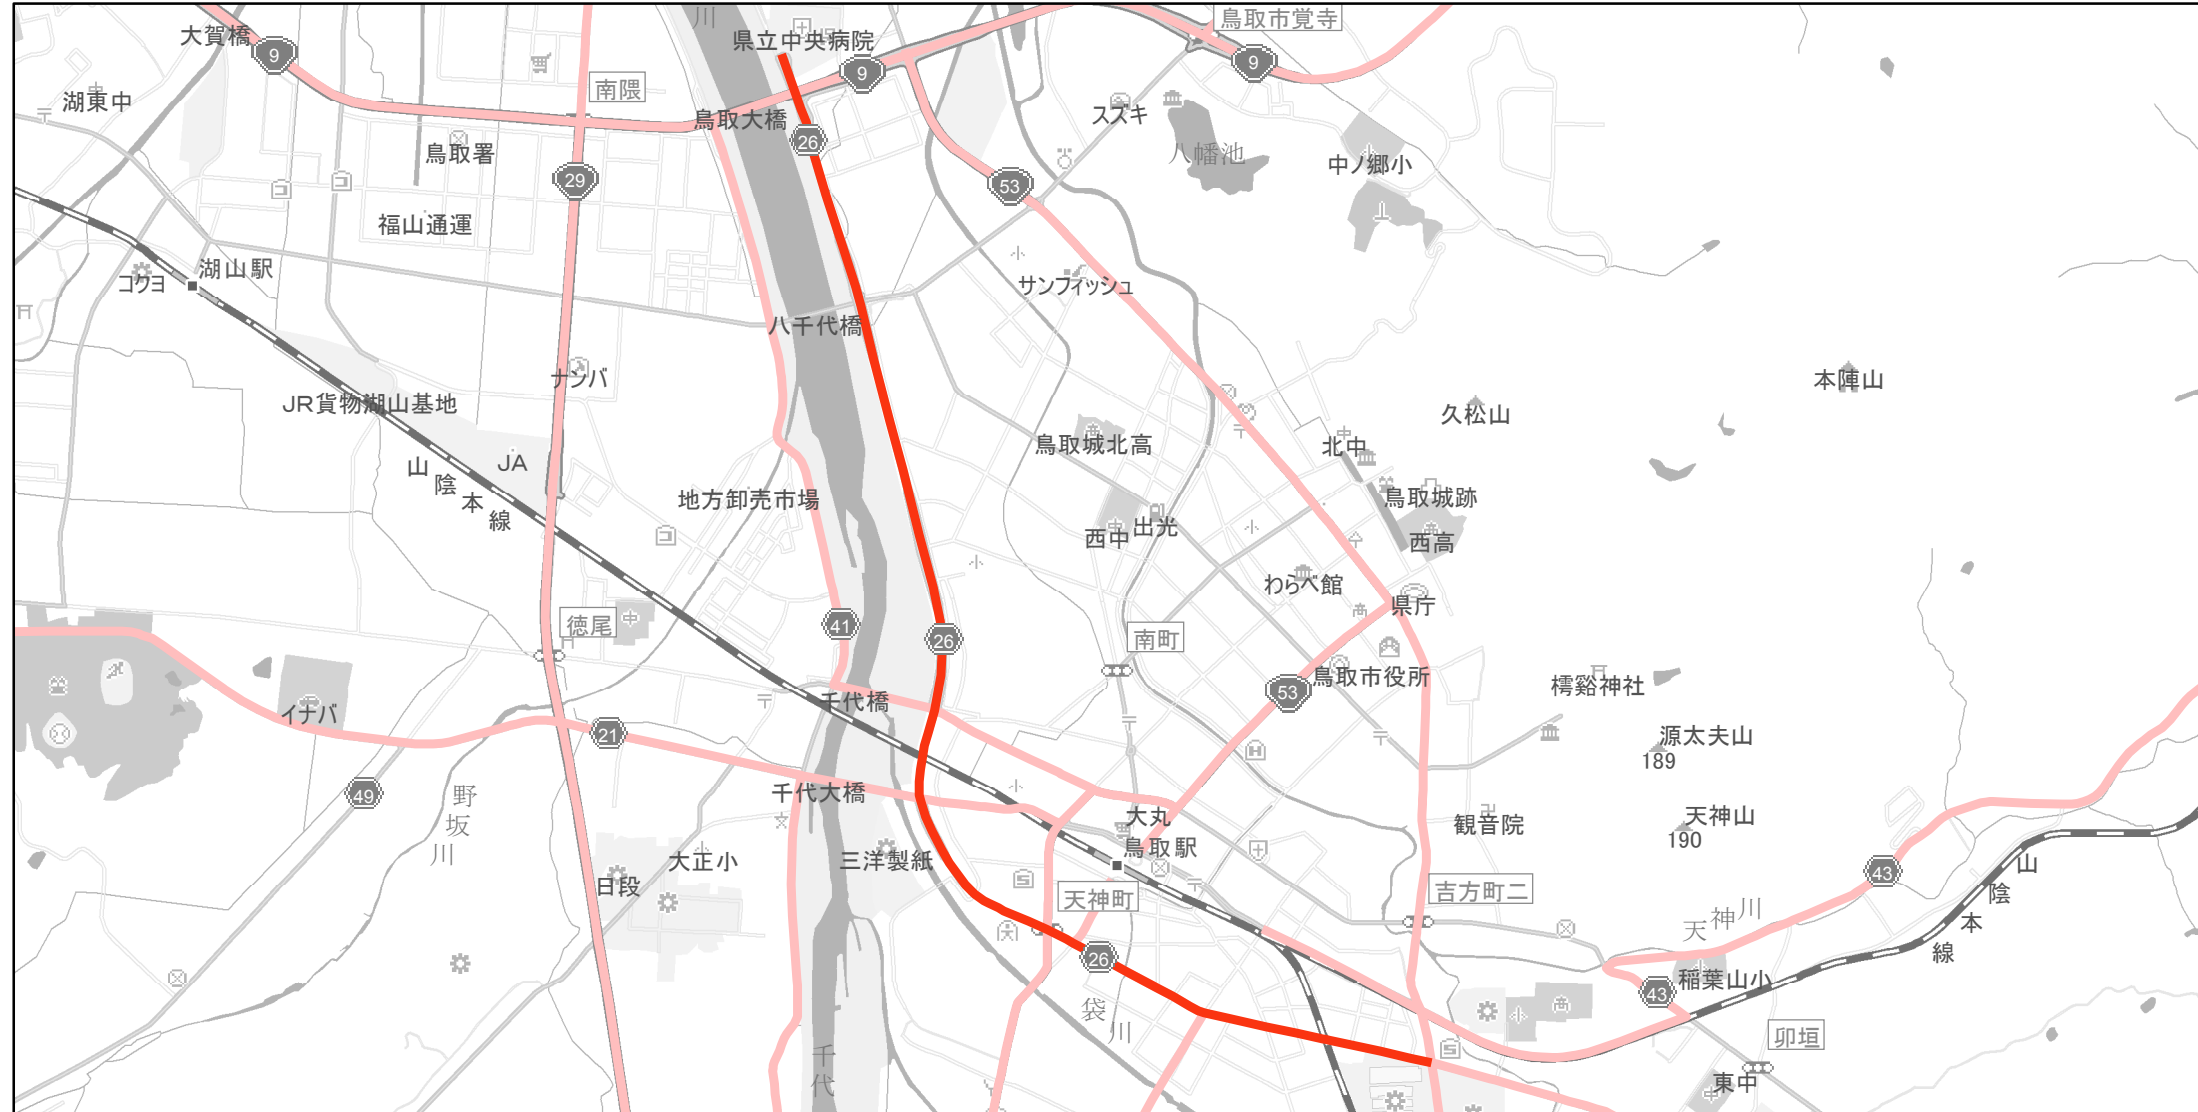 川
大賀橋
9
県立中央病院
9
鳥取市覚寺
9
湖東中
南隈
鳥取大橋
スズキ
26
鳥取署
八幡池
中ノ郷小
29
53
福山通運
湖山駅
コクヨ
サンフィッシュ
八千代橋
ナンバ
本陣山
JR貨物湖山基地
久松山
鳥取城北高
北中
JA
山陰本線
地方卸売市場
鳥取城跡
西中
出光
西高
わらべ館
県庁
徳尾
41
26
南町
鳥取市役所
53
樗谿神社
千代橋
イナバ
21
源太夫山
189
49
野坂川
千代大橋
大丸
観音院
天神山
190
鳥取駅
大正小
三洋製紙
日段
天神町
吉方町二
43
山陰本線
天神川
26
稲葉山小
43
袋川
卯垣
千代
東中